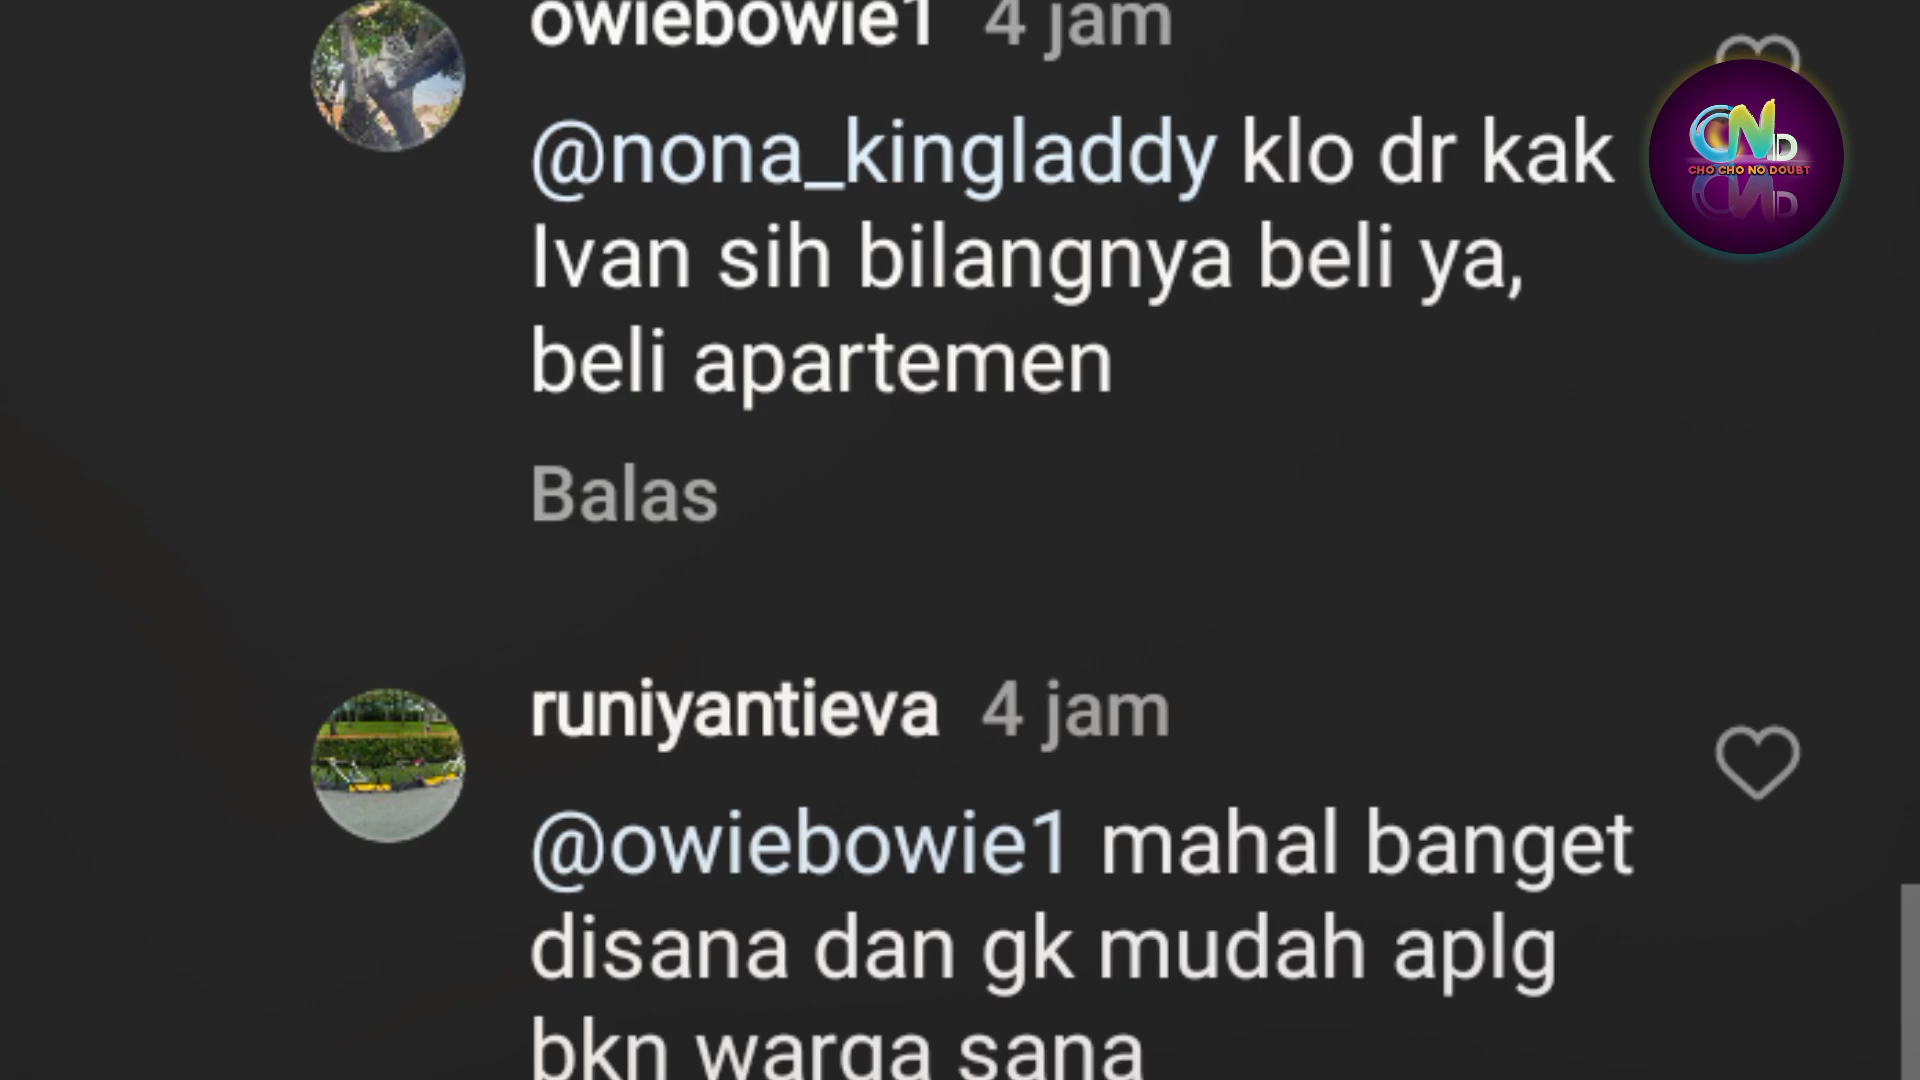 owiebowie1 4 jam
@nona_kingladdy klo dr kak
Ivan sih bilangnya beli ya,
beli apartemen
Balas
runiyantieva 4 jam
@owiebowie1 mahal banget
disana dan gk mudah aplg
bkn warga sana
CND
CHO CHO NO DOUBT